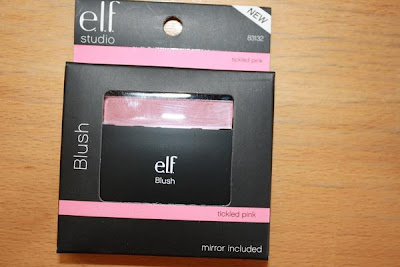 NEW
e.l.f.
studio
83132
tickled pink
Blush
e.l.f.
Blush
tickled pink
mirror included